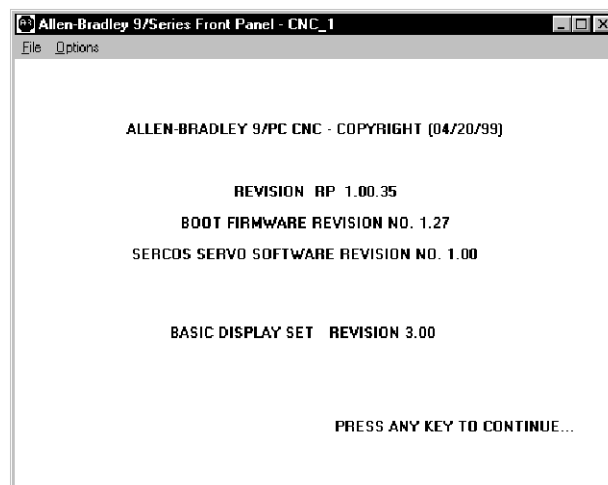 Allen-Bradley 9/Series Front Panel - CNC_1
File Options
ALLEN-BRADLEY 9/PC CNC - COPYRIGHT (04/20/99)
REVISION RP 1.00.35
BOOT FIRMWARE REVISION NO. 1.27
SERCOS SERVO SOFTWARE REVISION NO. 1.00
BASIC DISPLAY SET REVISION 3.00
PRESS ANY KEY TO CONTINUE...